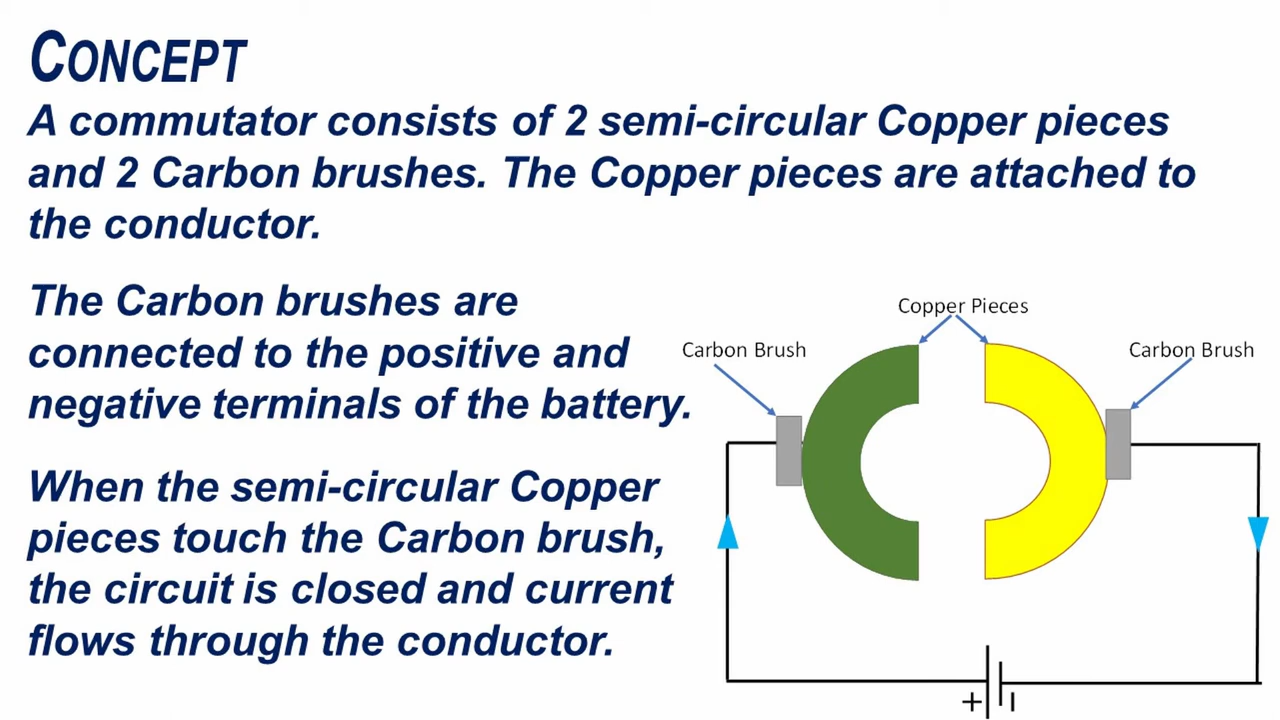 CONCEPT
A commutator consists of 2 semi-circular Copper pieces
and 2 Carbon brushes. The Copper pieces are attached to
the conductor.
The Carbon brushes are
connected to the positive and
negative terminals of the battery.
When the semi-circular Copper
pieces touch the Carbon brush,
the circuit is closed and current
flows through the conductor.
Copper Pieces
Carbon Brush
Carbon Brush
+